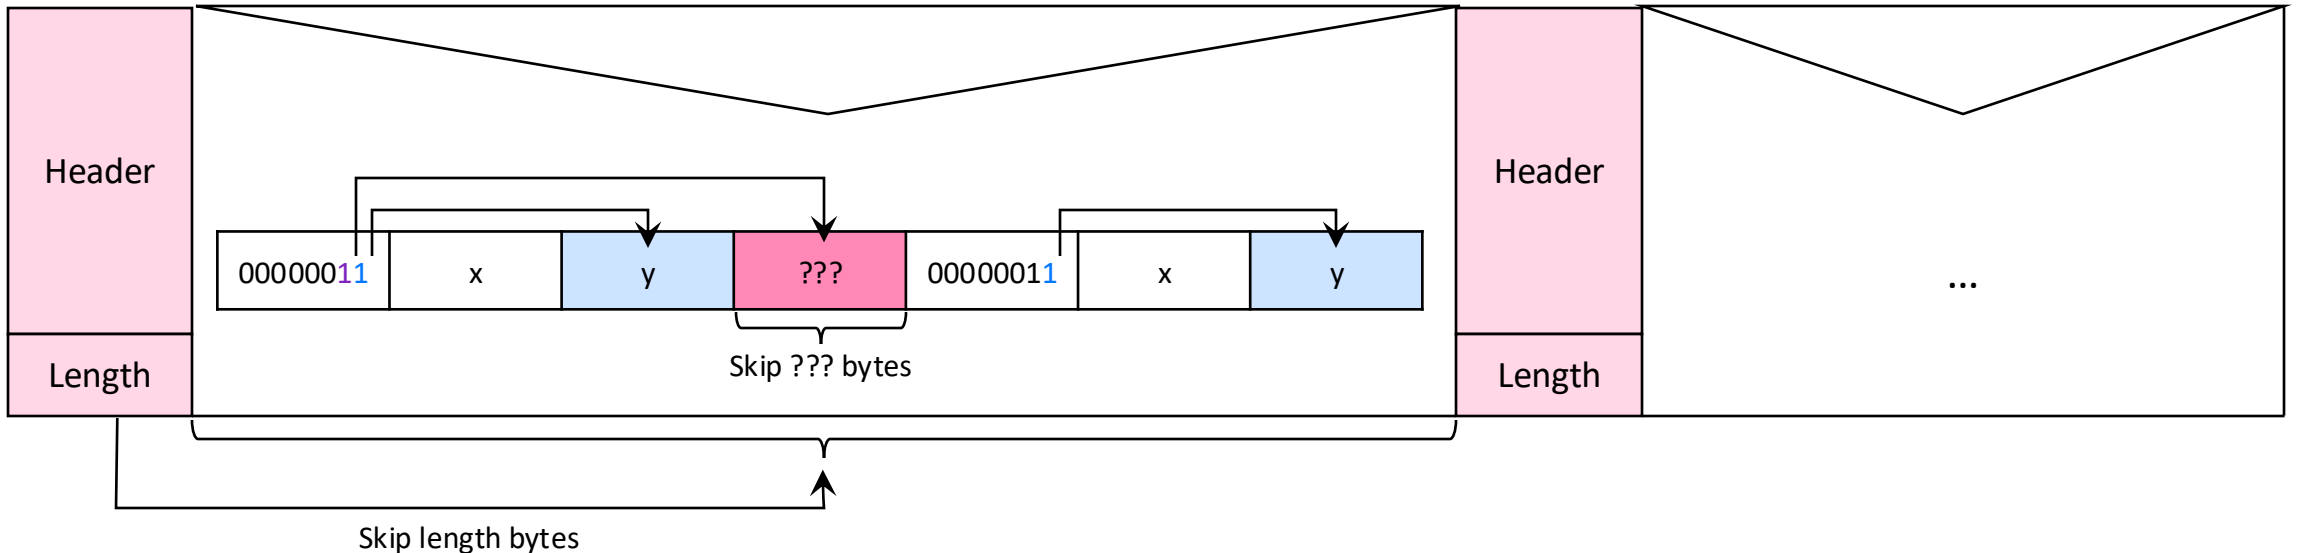 Header
Length
00000011 x y ??? 00000011 x y
Skip ??? bytes
Skip length bytes
Header
Length
...